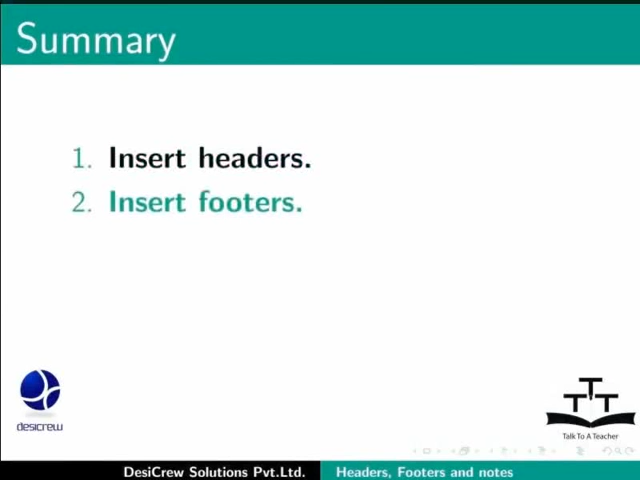 Summary
1. Insert headers.
2. Insert footers.
desicrew
TTT
Talk To A Teacher
DesiCrew Solutions Pvt.Ltd. Headers, Footers and notes